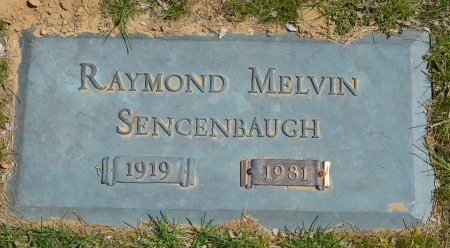 Raymond Melvin
Sencenbaugh
1919 1981